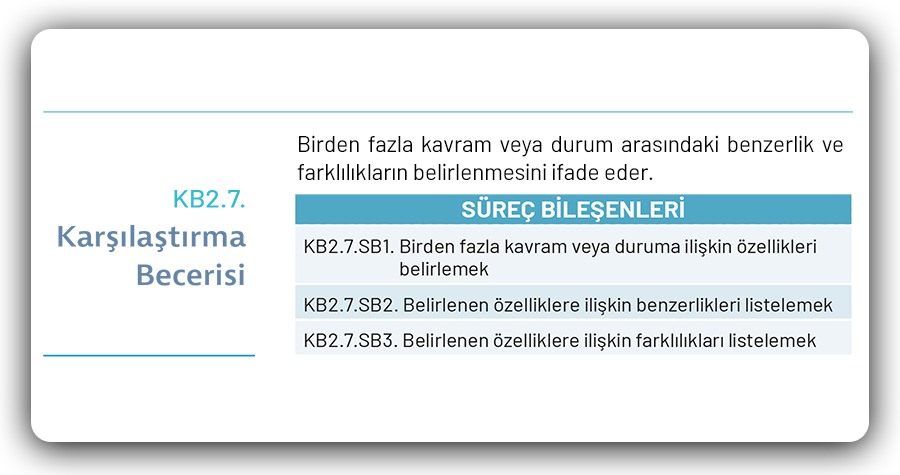 KB2.7.
Karşılaştırma
Becerisi
Birden fazla kavram veya durum arasındaki benzerlik ve
farklılıkların belirlenmesini ifade eder.
SÜREÇ BİLEŞENLERİ
KB2.7.SB1. Birden fazla kavram veya duruma ilişkin özellikleri
belirlemek
KB2.7.SB2. Belirlenen özelliklere ilişkin benzerlikleri listelemek
KB2.7.SB3. Belirlenen özelliklere ilişkin farklılıkları listelemek